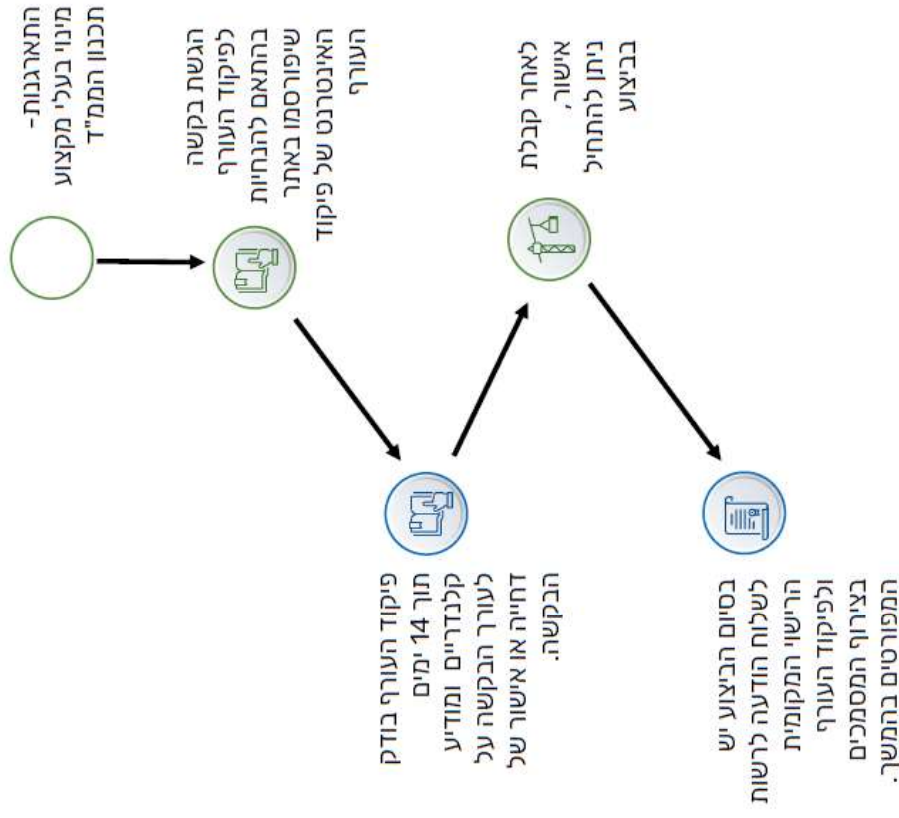 התארגנות-
מינוי בעלי מקצוע
תכנון הממ"ד
הגשת בקשה
לפיקוד העורף
בהתאם להנחיות
שיפורסמו באתר
האינטרנט של פיקוד
העורף
פיקוד העורף בודק
תוך 14 ימים
קלנדרים ומודיע
לעורך הבקשה על
דחייה או אישור של
הבקשה.
לאחר קבלת
אישור,
ניתן להתחיל
בביצוע
בסיום הביצוע יש
לשלוח הודעה לרשות
הרישוי המקומית
ולפיקוד העורף
בצירוף המסמכים
המפורטים בהמשך.